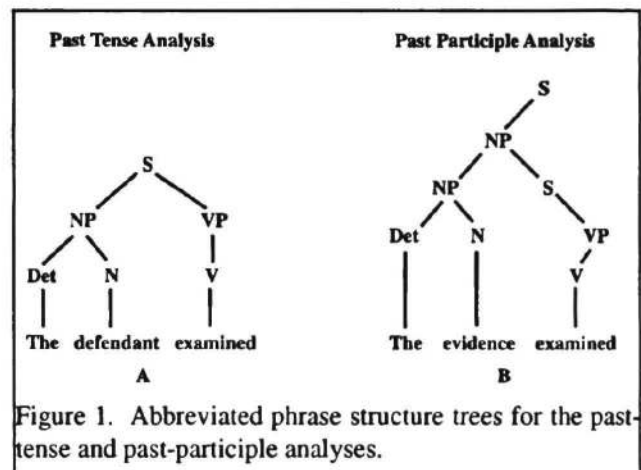 Past Tense Analysis Past Participle Analysis
S
NP
S
NP S
NP VP
Det N VP
Det N V V
The defendant examined The evidence examined
A B
Figure 1. Abbreviated phrase structure trees for the past-
tense and past-participle analyses.